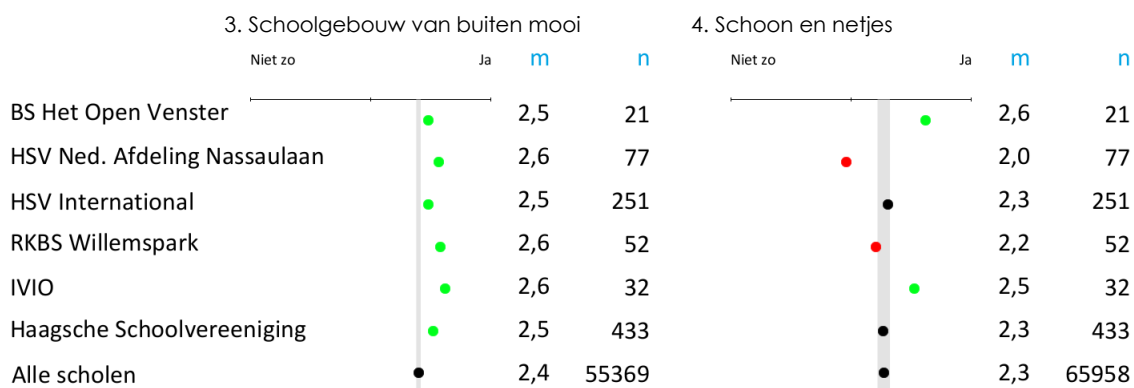 3. Schoolgebouw van buiten mooi 4. Schoon en netjes
Niet zo Ja m n Niet zo Ja m n
BS Het Open Venster 2,5 21 2,6 21
HSV Ned. Afdeling Nassaulaan 2,6 77 2,0 77
HSV International 2,5 251 2,3 251
RKBS Willemspark 2,6 52 2,2 52
IVIO 2,6 32 2,5 32
Haagsche Schoolvereeniging 2,5 433 2,3 433
Alle scholen 2,4 55369 2,3 65958